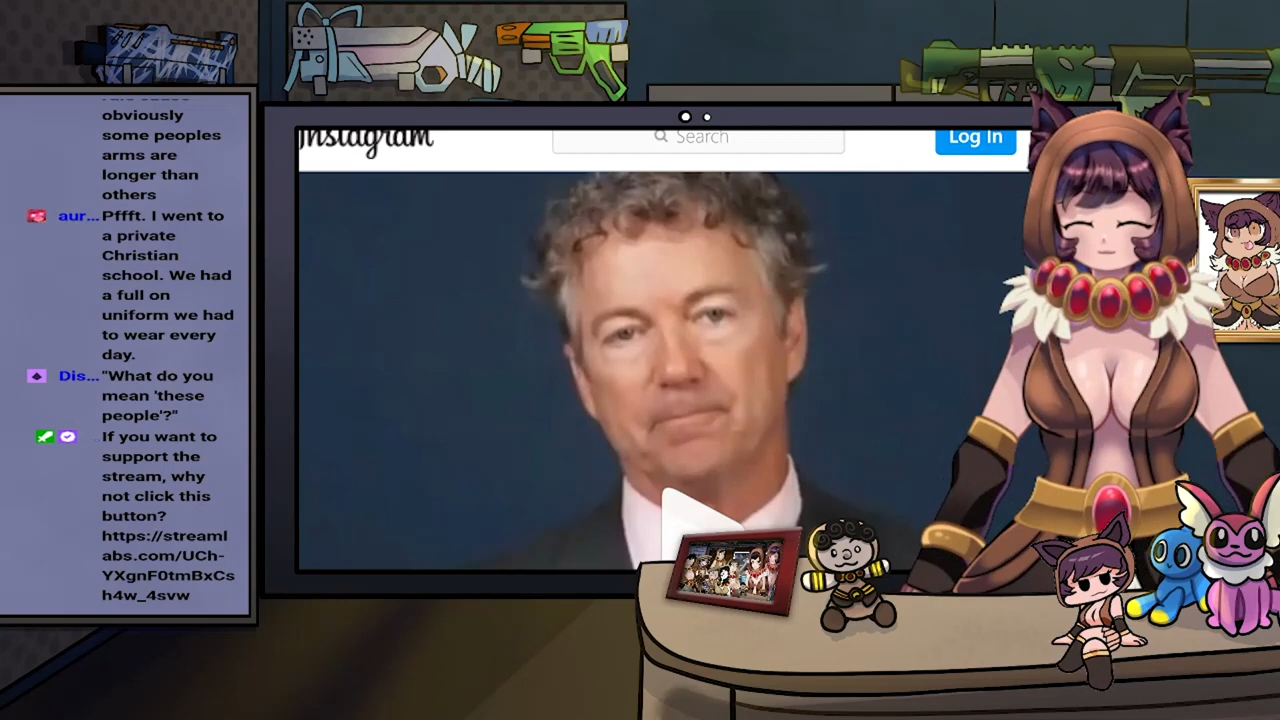 obviously
some peoples
arms are
longer than
others
aur... Pffft. I went to
a private
Christian
school. We had
a full on
uniform we had
to wear every
day.
Dis... "What do you
mean 'these
people'?"
If you want to
support the
stream, why
not click this
button?
https://streaml
abs.com/UCh-
YXgnF0tmBxCs
h4w_4svw
Instagram
Search
Log In